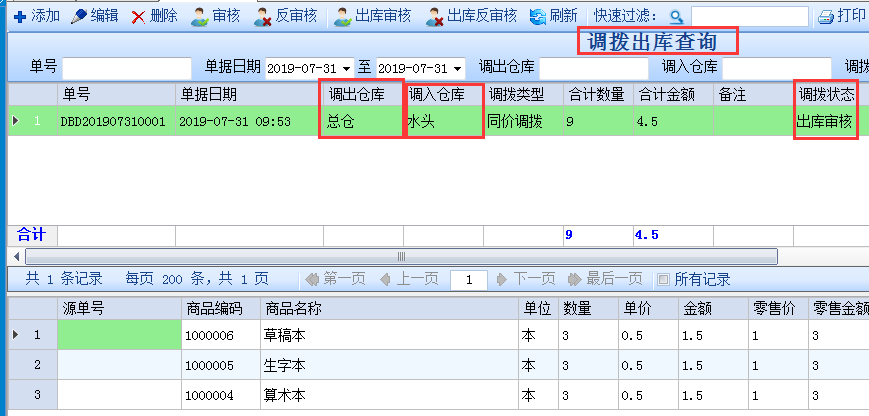 添加 编辑 删除 审核 反审核 出库审核 出库反审核 刷新 快速过滤： 打印
调拨出库查询
单号 单据日期 2019-07-31 至 2019-07-31 调出仓库 调入仓库 调拨
单号 单据日期 调出仓库 调入仓库 调拨类型 合计数量 合计金额 备注 调拨状态
1 DBD201907310001 2019-07-31 09:53 总仓 水头 同价调拨 9 4.5 出库审核
合计 9 4.5
共 1 条记录 每页 200 条，共 1 页 第一页 上一页 1 下一页 最后一页 所有记录
源单号 商品编码 商品名称 单位 数量 单价 金额 零售价 零售金额
1 1000006 草稿本 本 3 0.5 1.5 1 3
2 1000005 生字本 本 3 0.5 1.5 1 3
3 1000004 算术本 本 3 0.5 1.5 1 3